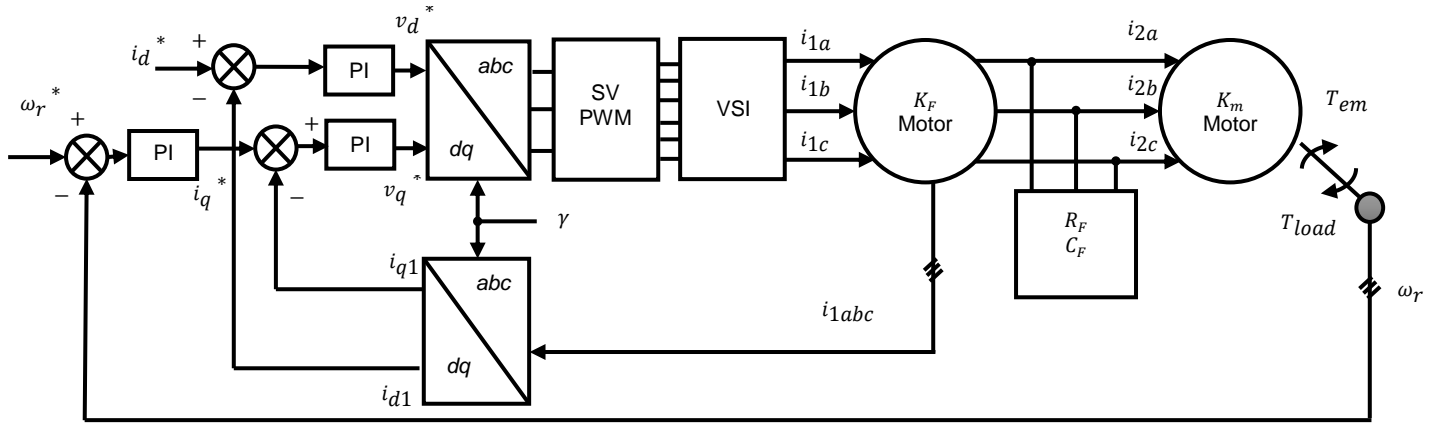 i_d^*
+
−
PI
v_d^*
abc
dq
SV
PWM
VSI
i_1a
i_1b
i_1c
K_F
Motor
i_2a
i_2b
i_2c
K_m
Motor
T_em
T_load
ω_r^*
+
−
PI
i_q^*
+
−
PI
v_q^*
γ
R_F
C_F
i_q1
abc
dq
i_d1
i_1abc
ω_r